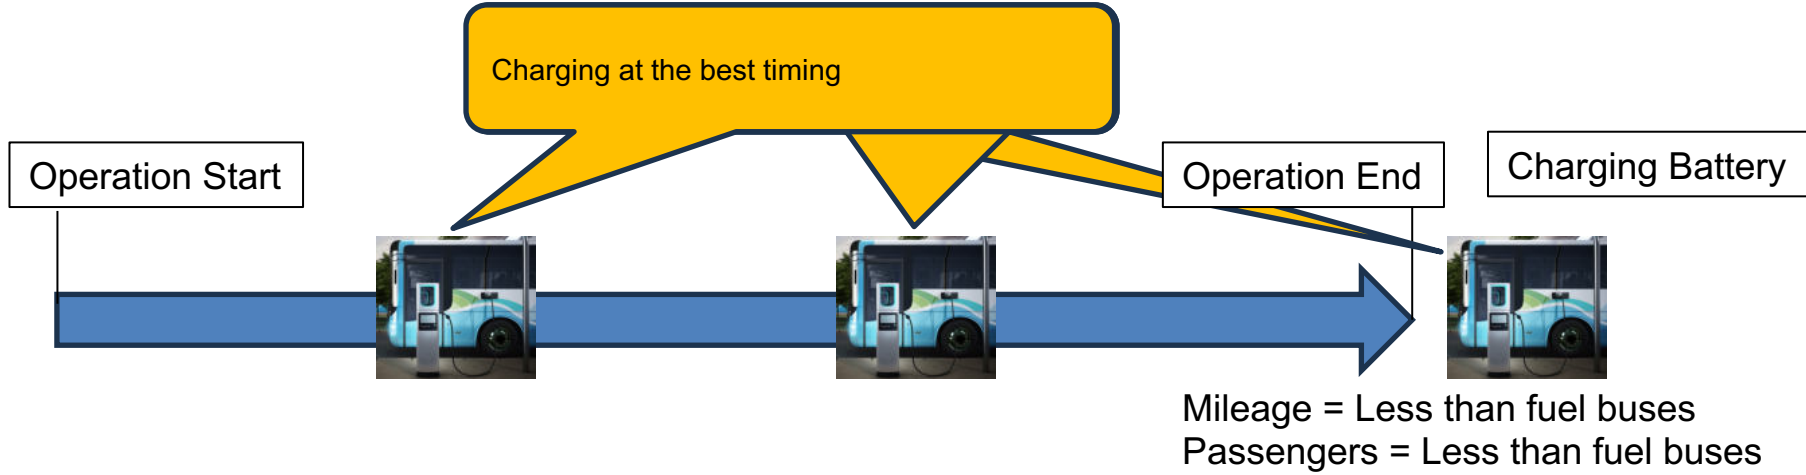 Charging at the best timing
Operation Start
Operation End
Charging Battery
Mileage = Less than fuel buses
Passengers = Less than fuel buses